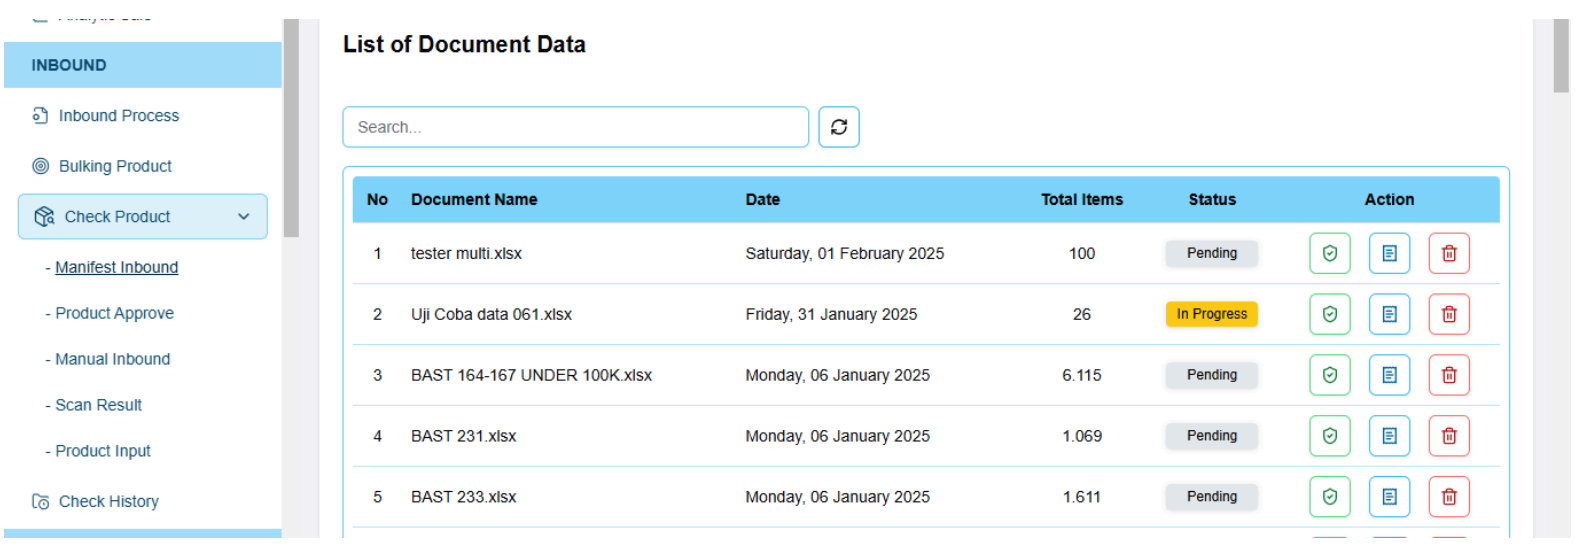 INBOUND
Inbound Process
Bulking Product
Check Product
- Manifest Inbound
- Product Approve
- Manual Inbound
- Scan Result
- Product Input
Check History
List of Document Data
Search...
No Document Name Date Total Items Status Action
1 tester multi.xlsx Saturday, 01 February 2025 100 Pending
2 Uji Coba data 061.xlsx Friday, 31 January 2025 26 In Progress
3 BAST 164-167 UNDER 100K.xlsx Monday, 06 January 2025 6.115 Pending
4 BAST 231.xlsx Monday, 06 January 2025 1.069 Pending
5 BAST 233.xlsx Monday, 06 January 2025 1.611 Pending